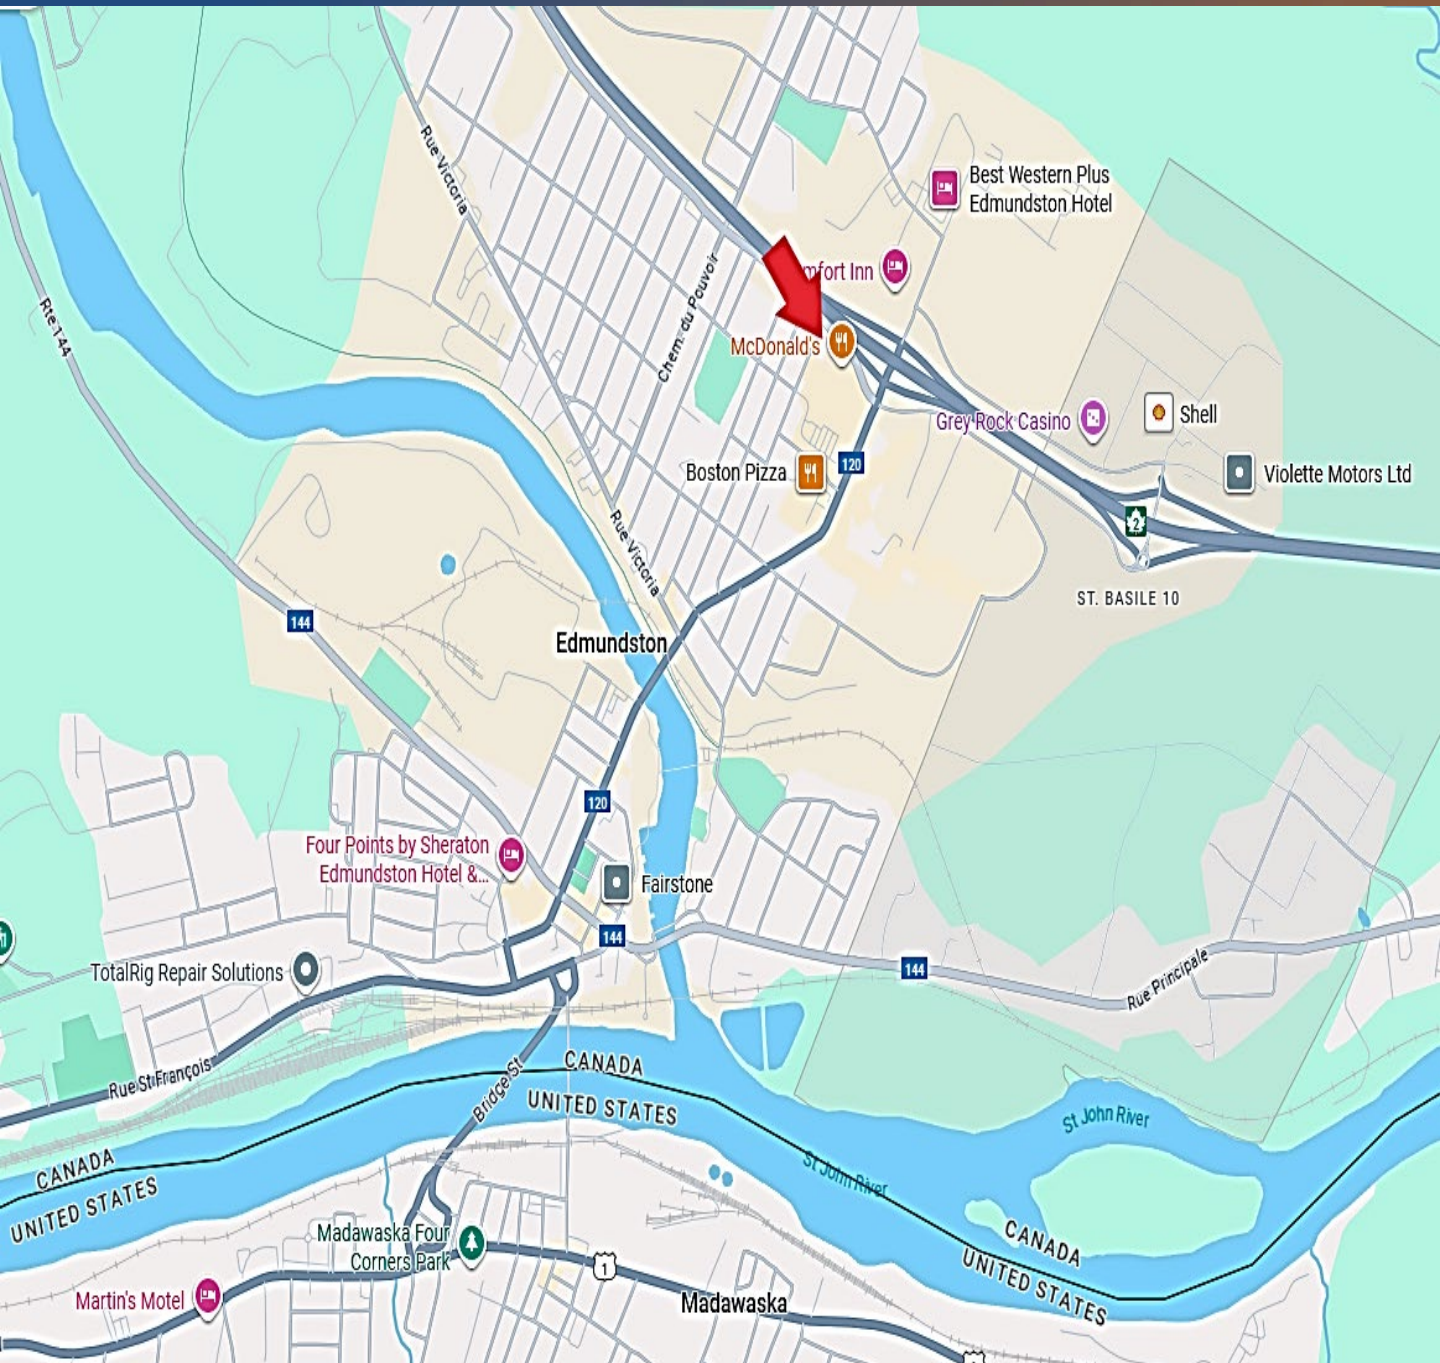 Rue Victoria
Best Western Plus
Edmundston Hotel
mfort Inn
Chem. du Pouvoir
Rte 144
McDonald's
Grey Rock Casino
Shell
Boston Pizza
120
Violette Motors Ltd
2
Rue Victoria
ST. BASILE 10
144
Edmundston
120
Four Points by Sheraton
Edmundston Hotel &...
Fairstone
144
144
TotalRig Repair Solutions
Rue Principale
Rue St François
Bridge St
CANADA
UNITED STATES
St John River
CANADA
UNITED STATES
St John River
Madawaska Four
Corners Park
CANADA
UNITED STATES
1
Martin's Motel
Madawaska